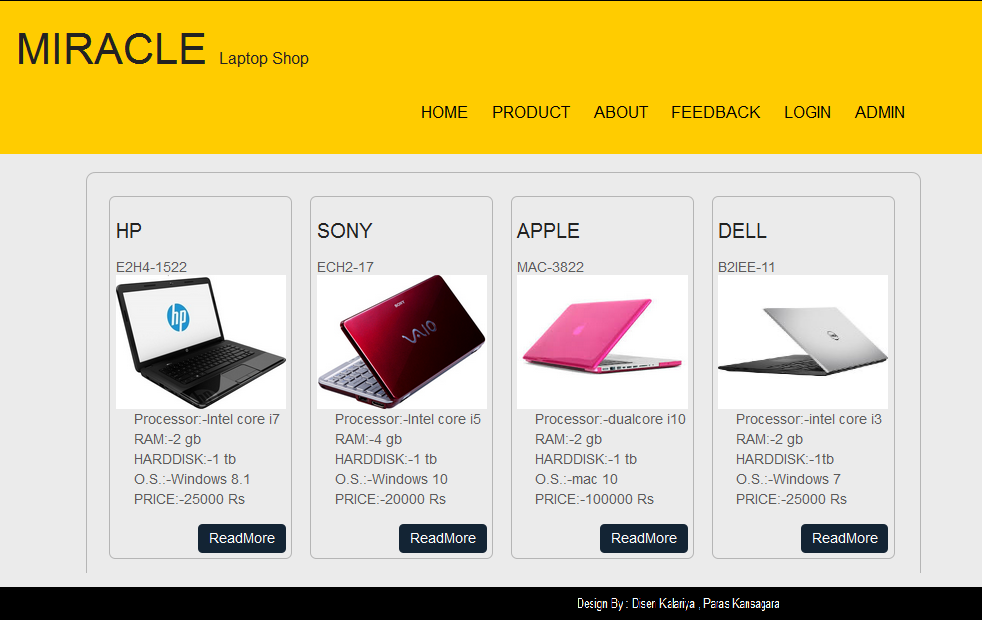 MIRACLE Laptop Shop
HOME PRODUCT ABOUT FEEDBACK LOGIN ADMIN
HP
E2H4-1522
hp
Processor:-Intel core i7
RAM:-2 gb
HARDDISK:-1 tb
O.S.:-Windows 8.1
PRICE:-25000 Rs
ReadMore
SONY
ECH2-17
SONY
VAIO
Processor:-Intel core i5
RAM:-4 gb
HARDDISK:-1 tb
O.S.:-Windows 10
PRICE:-20000 Rs
ReadMore
APPLE
MAC-3822
Processor:-dualcore i10
RAM:-2 gb
HARDDISK:-1 tb
O.S.:-mac 10
PRICE:-100000 Rs
ReadMore
DELL
B2IEE-11
DELL
Processor:-intel core i3
RAM:-2 gb
HARDDISK:-1tb
O.S.:-Windows 7
PRICE:-25000 Rs
ReadMore
Design By : Diser Kalariya , Paras Kansagara